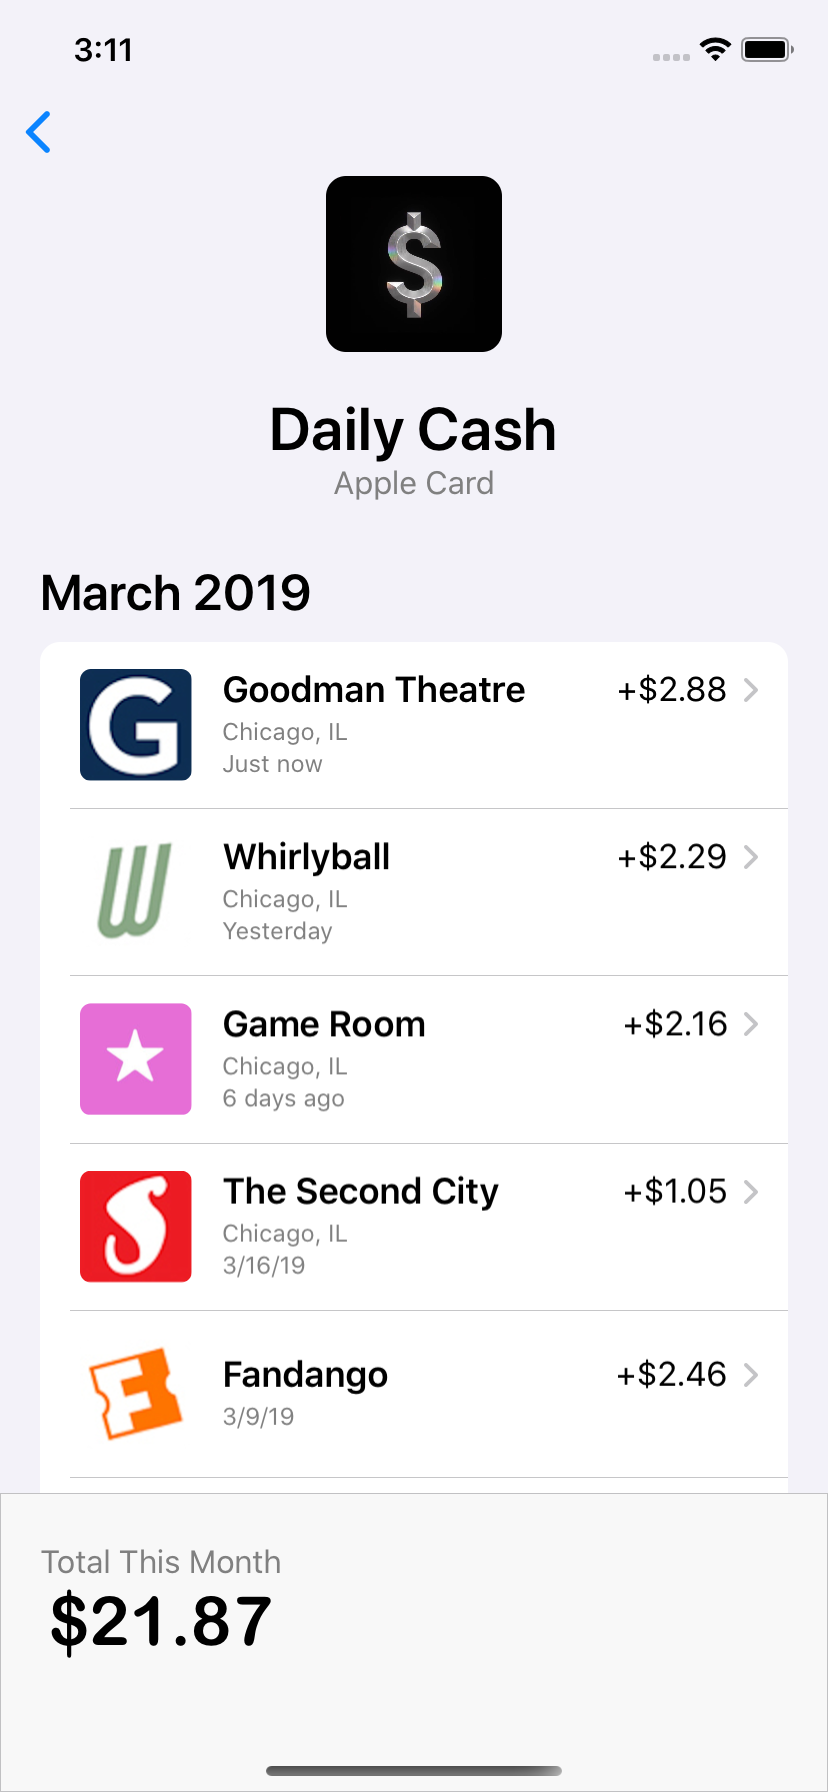 3:11
$
Daily Cash
Apple Card
March 2019
G
Goodman Theatre +$2.88
Chicago, IL
Just now
W
Whirlyball +$2.29
Chicago, IL
Yesterday
Game Room +$2.16
Chicago, IL
6 days ago
S
The Second City +$1.05
Chicago, IL
3/16/19
F
Fandango +$2.46
3/9/19
Total This Month
$21.87